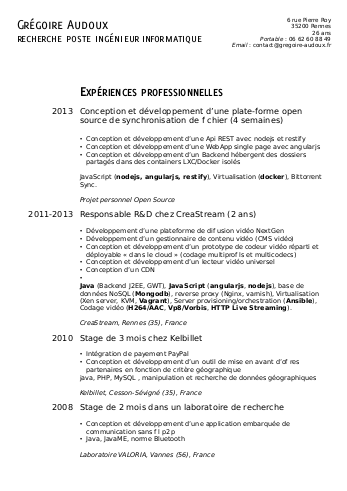 Grégoire Audoux
recherche poste ingénieur informatique
6 rue Pierre Roy
35200 Rennes
26 ans
Portable : 06 62 60 88 49
Email : contact@gregoire-audoux.fr
Expériences professionnelles
2013 Conception et développement d'une plate-forme open
source de synchronisation de f chier (4 semaines)
• Conception et développement d'une Api REST avec nodejs et restify
• Conception et développement d'une WebApp single page avec angularjs
• Conception et développement d'un Backend hébergeant des dossiers
partagés dans des containers LXC/Docker isolés
JavaScript (nodejs, angularjs, restify), Virtualisation (docker), Bittorrent
Sync.
Projet personnel Open Source
2011-2013 Responsable R&D chez CreaStream (2 ans)
• Développement d'une plateforme de difusion vidéo NextGen
• Développement d'un gestionnaire de contenu vidéo (CMS vidéo)
• Conception et développement d'un prototype de codeur vidéo réparti et
déployable « dans le cloud » (codage multiprof ls et multicodecs)
• Conception et développement d'un lecteur vidéo universel
• Conception d'un CDN
•
Java (Backend J2EE, GWT), JavaScript (angularjs, nodejs), base de
données NoSQL (Mongodb), reverse proxy (Nginx, varnish), Virtualisation
(Xen server, KVM, Vagrant), Server provisioning/orchestration (Ansible),
Codage vidéo (H264/AAC, Vp8/Vorbis, HTTP Live Streaming).
CreaStream, Rennes (35), France
2010 Stage de 3 mois chez Kelbillet
• Intégration de payement PayPal
• Conception et développement d'un outil de mise en avant d'of res
partenaires en fonction de critère géographique
java, PHP, MySQL , manipulation et recherche de données géographiques
Kelbillet, Cesson-Sévigné (35), France
2008 Stage de 2 mois dans un laboratoire de recherche
• Conception et développement d'une application embarquée de
communication sans f l p2p
• Java, JavaME, norme Bluetooth
Laboratoire VALORIA, Vannes (56), France